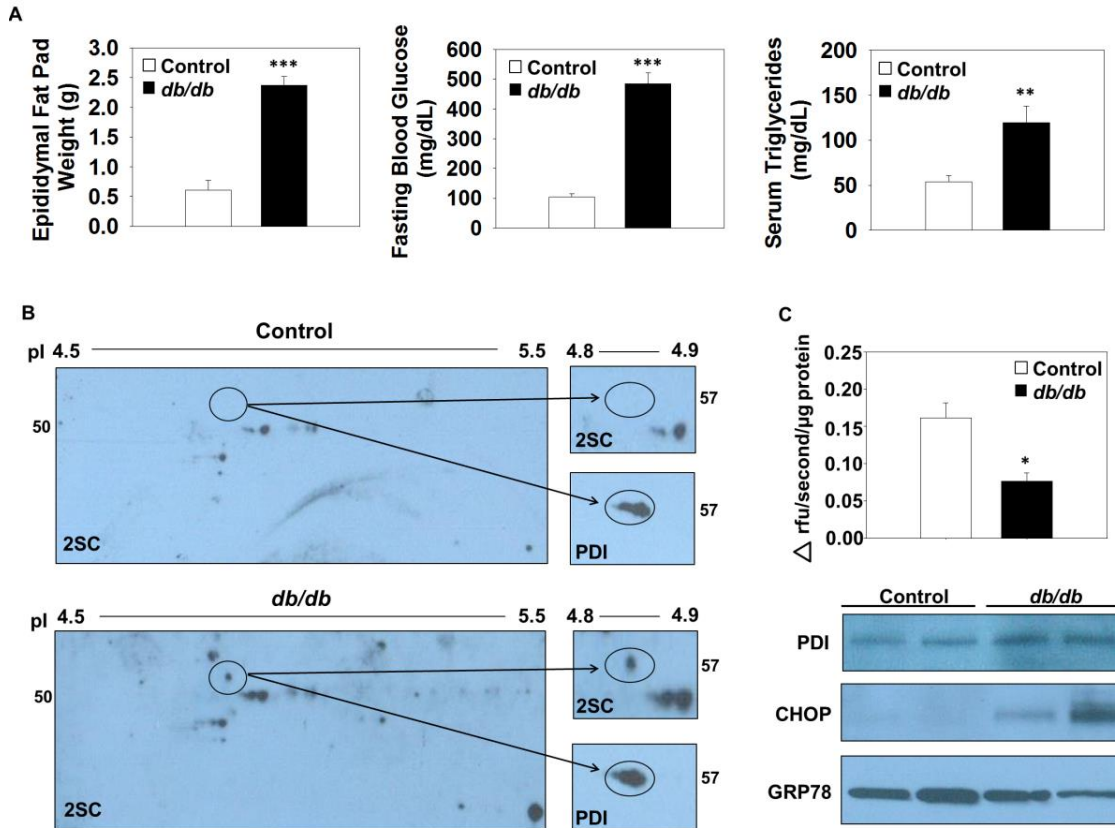 A
Epididymal Fat Pad
Weight (g)
3.0
2.5
2.0
1.5
1.0
0.5
0.0
Control
db/db
***
Fasting Blood Glucose
(mg/dL)
600
500
400
300
200
100
0
Control
db/db
***
Serum Triglycerides
(mg/dL)
200
150
100
50
0
Control
db/db
**
B
Control
pI 4.5 5.5
4.8 4.9
50
2SC
57
2SC
57
PDI
db/db
pI 4.5 5.5
4.8 4.9
50
2SC
57
2SC
57
PDI
C
△ rfu/second/µg protein
0.25
0.20
0.15
0.10
0.05
0.00
Control
db/db
*
Control db/db
PDI
CHOP
GRP78